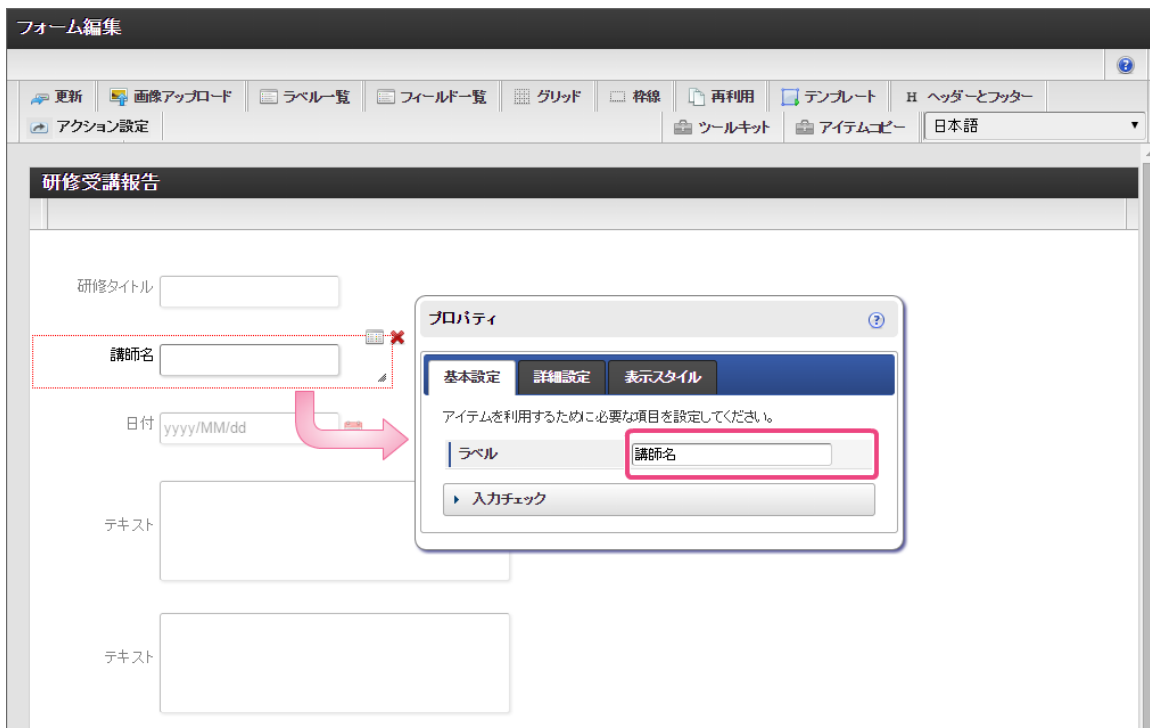 フォーム編集
更新 画像アップロード ラベル一覧 フィールド一覧 グリッド 枠線 再利用 テンプレート H ヘッダーとフッター
アクション設定 ツールキット アイテムコピー 日本語
研修受講報告
研修タイトル
講師名
日付 yyyy/MM/dd
テキスト
テキスト
プロパティ
基本設定 詳細設定 表示スタイル
アイテムを利用するために必要な項目を設定してください。
ラベル 講師名
入力チェック